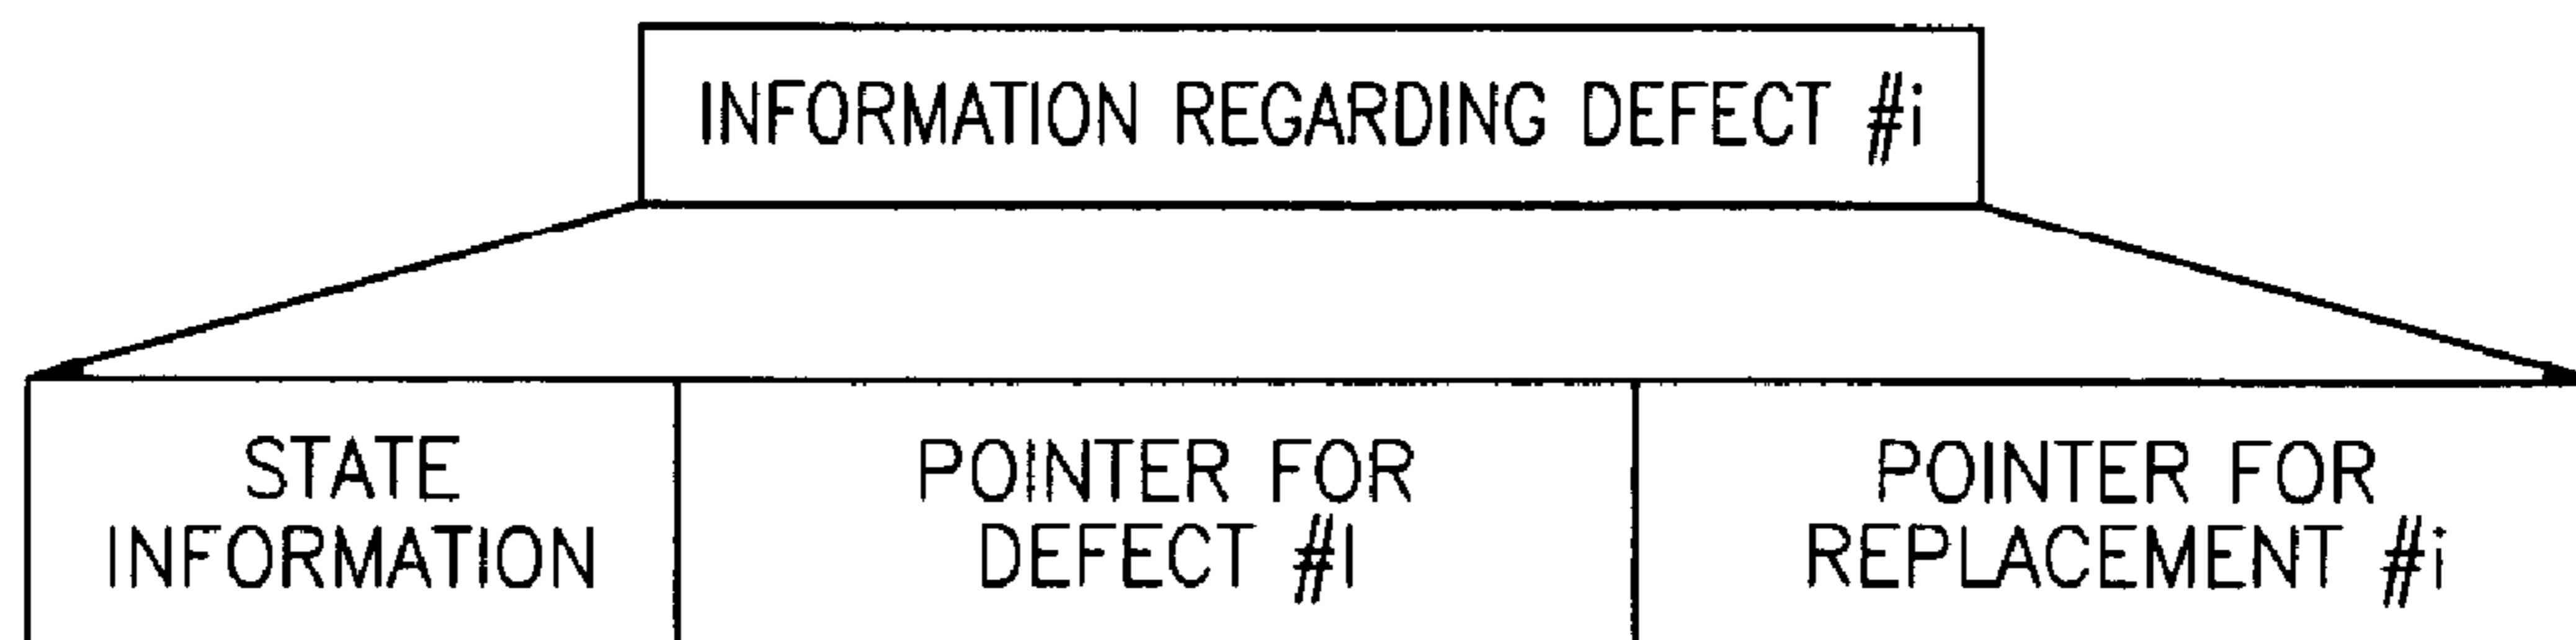 INFORMATION REGARDING DEFECT #i
STATE
INFORMATION
POINTER FOR
DEFECT #I
POINTER FOR
REPLACEMENT #i